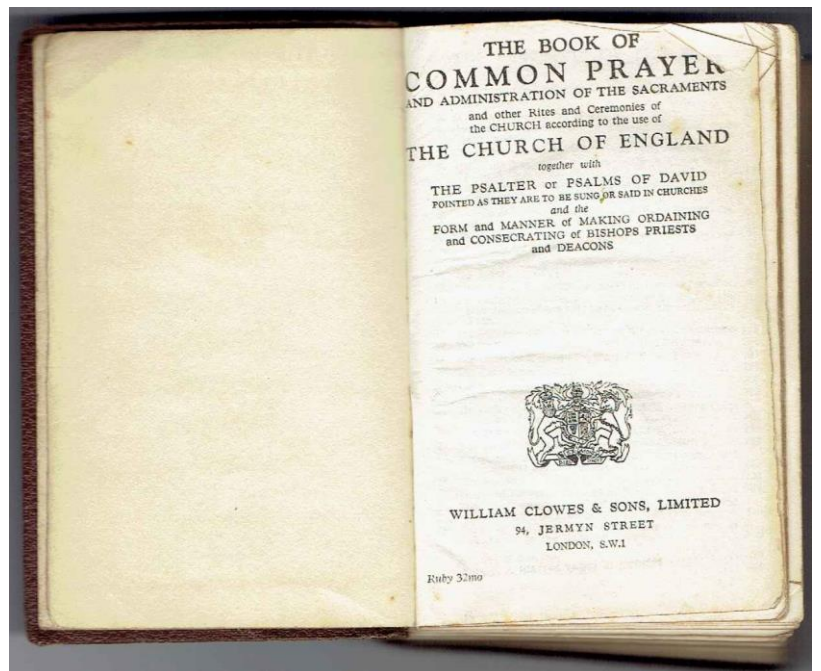 THE BOOK OF
COMMON PRAYER
AND ADMINISTRATION OF THE SACRAMENTS
and other Rites and Ceremonies of
the CHURCH according to the use of
THE CHURCH OF ENGLAND
together with
THE PSALTER or PSALMS OF DAVID
POINTED AS THEY ARE TO BE SUNG OR SAID IN CHURCHES
and the
FORM and MANNER of MAKING ORDAINING
and CONSECRATING of BISHOPS PRIESTS
and DEACONS
WILLIAM CLOWES & SONS, LIMITED
94, JERMYN STREET
LONDON, S.W.1
Ruby 32mo